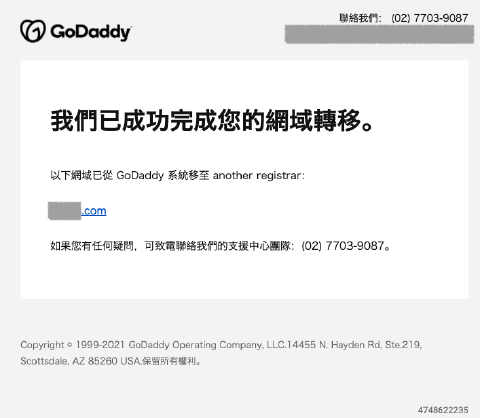 GoDaddy
聯絡我們： (02) 7703-9087
我們已成功完成您的網域轉移。
以下網域已從 GoDaddy 系統移至 another registrar:
.com
如果您有任何疑問，可致電聯絡我們的支援中心團隊：(02) 7703-9087。
Copyright © 1999-2021 GoDaddy Operating Company, LLC.14455 N. Hayden Rd, Ste.219,
Scottsdale, AZ 85260 USA.保留所有權利。
4748622235